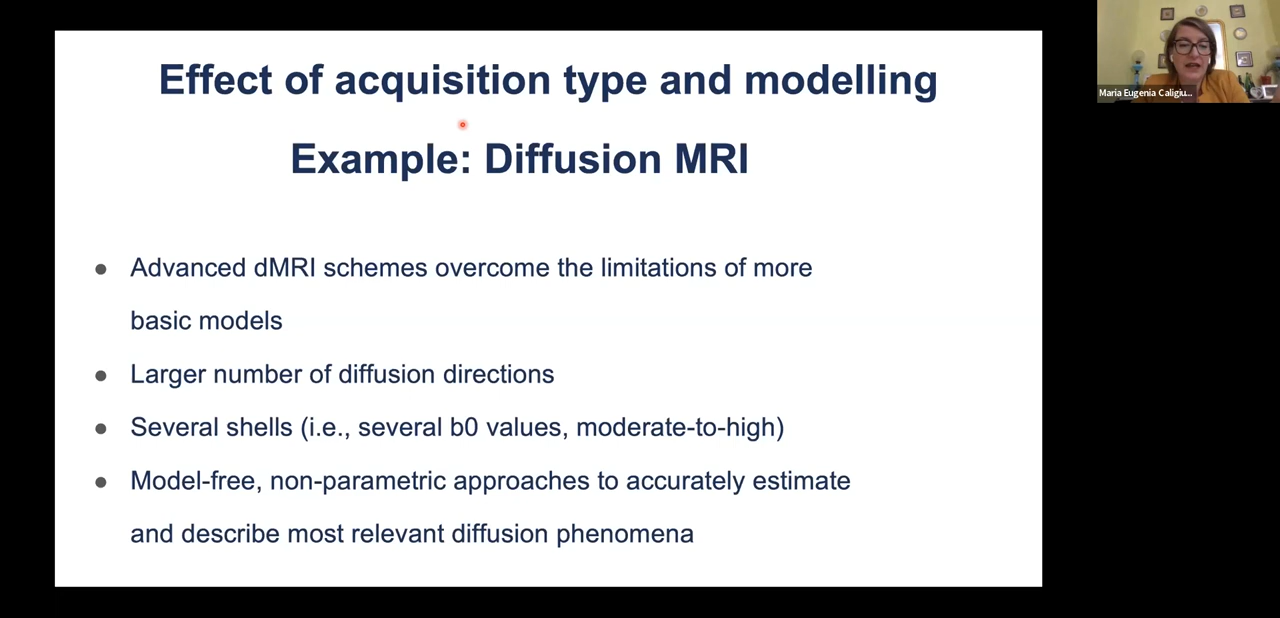 Effect of acquisition type and modelling
Example: Diffusion MRI
● Advanced dMRI schemes overcome the limitations of more
basic models
● Larger number of diffusion directions
● Several shells (i.e., several b0 values, moderate-to-high)
● Model-free, non-parametric approaches to accurately estimate
and describe most relevant diffusion phenomena
Maria Eugenia Caligiu...